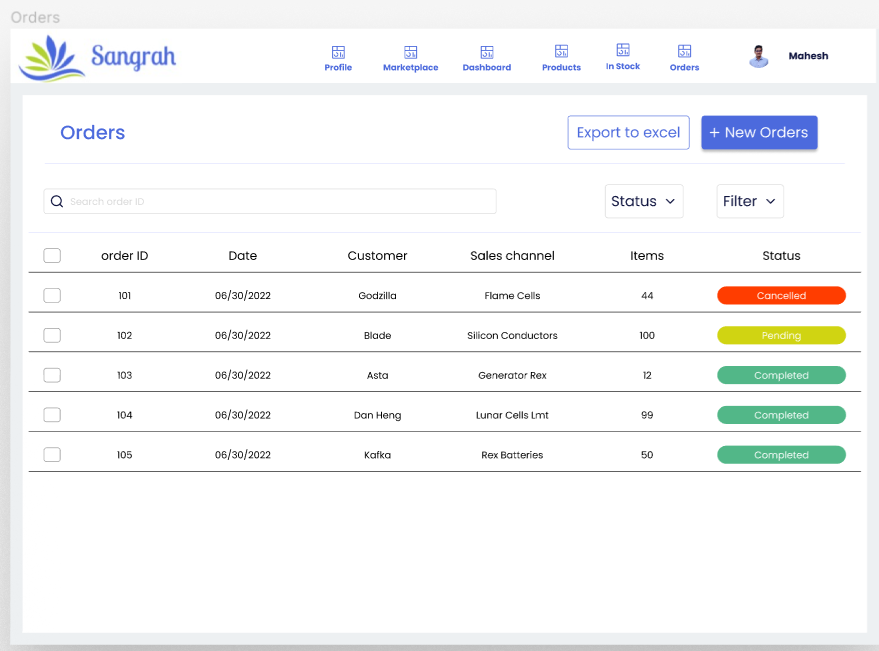 Orders
Sangrah
Profile Marketplace Dashboard Products In Stock Orders Mahesh
Orders Export to excel + New Orders
Search order ID Status Filter
order ID Date Customer Sales channel Items Status
101 06/30/2022 Godzilla Flame Cells 44 Cancelled
102 06/30/2022 Blade Silicon Conductors 100 Pending
103 06/30/2022 Asta Generator Rex 12 Completed
104 06/30/2022 Dan Heng Lunar Cells Lmt 99 Completed
105 06/30/2022 Kafka Rex Batteries 50 Completed